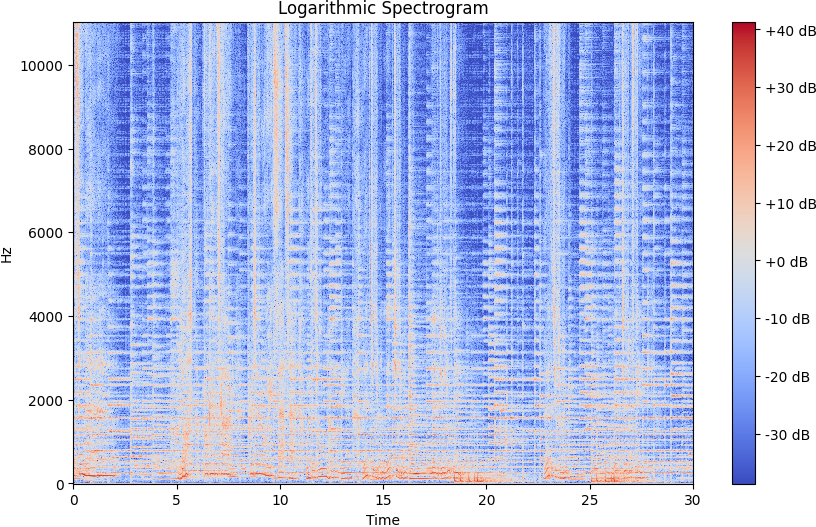 Logarithmic Spectrogram
Hz
10000
8000
6000
4000
2000
0
0 5 10 15 20 25 30
Time
+40 dB
+30 dB
+20 dB
+10 dB
+0 dB
-10 dB
-20 dB
-30 dB